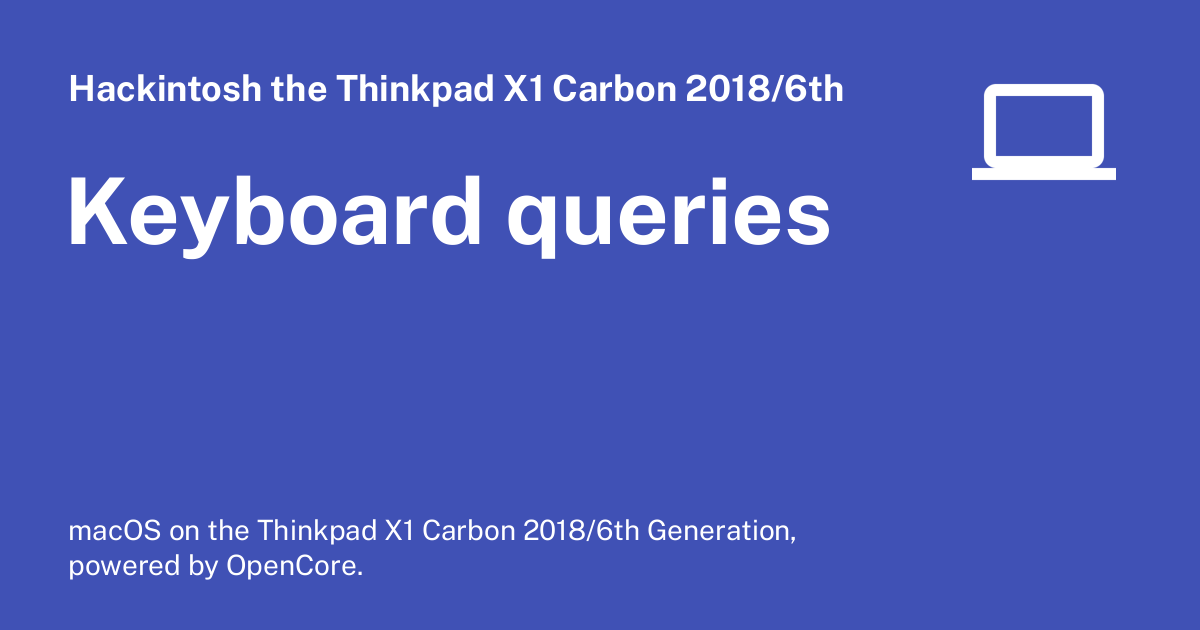 Hackintosh the Thinkpad X1 Carbon 2018/6th
Keyboard queries
macOS on the Thinkpad X1 Carbon 2018/6th Generation,
powered by OpenCore.